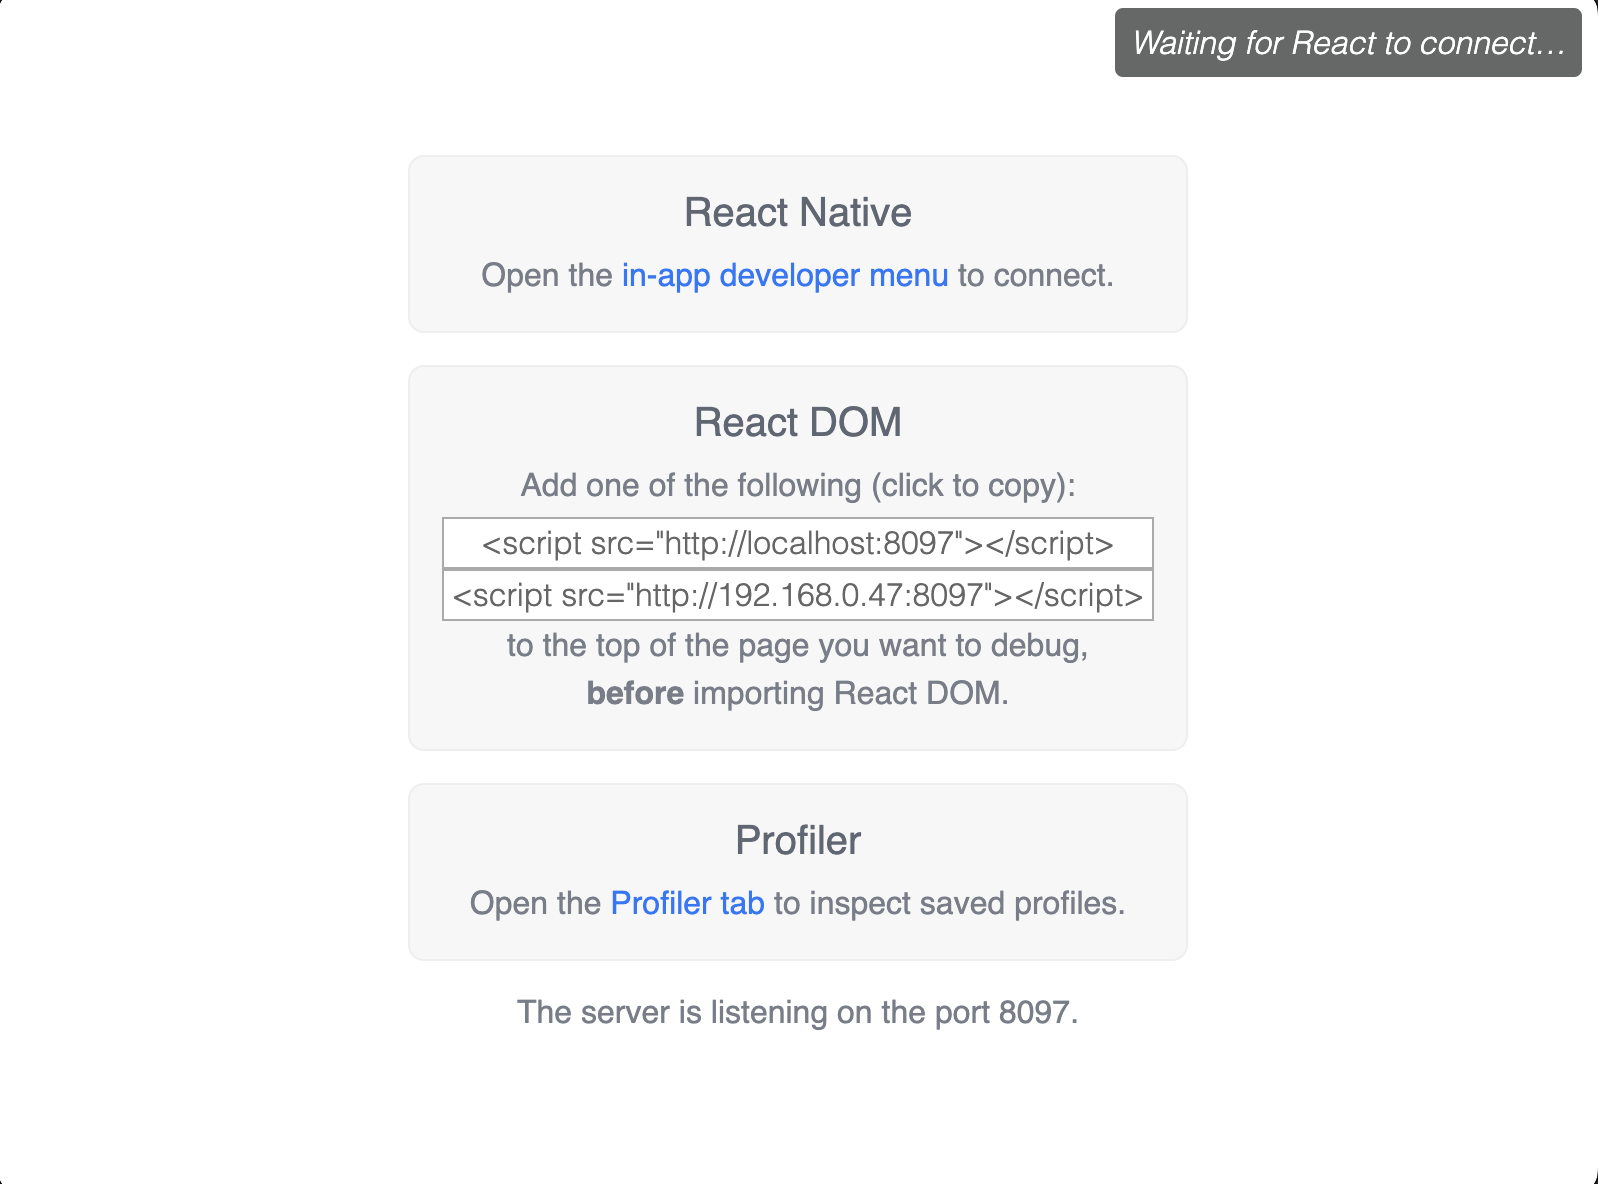 Waiting for React to connect…
React Native
Open the in-app developer menu to connect.
React DOM
Add one of the following (click to copy):
<script src="http://localhost:8097"></script>
<script src="http://192.168.0.47:8097"></script>
to the top of the page you want to debug,
before importing React DOM.
Profiler
Open the Profiler tab to inspect saved profiles.
The server is listening on the port 8097.